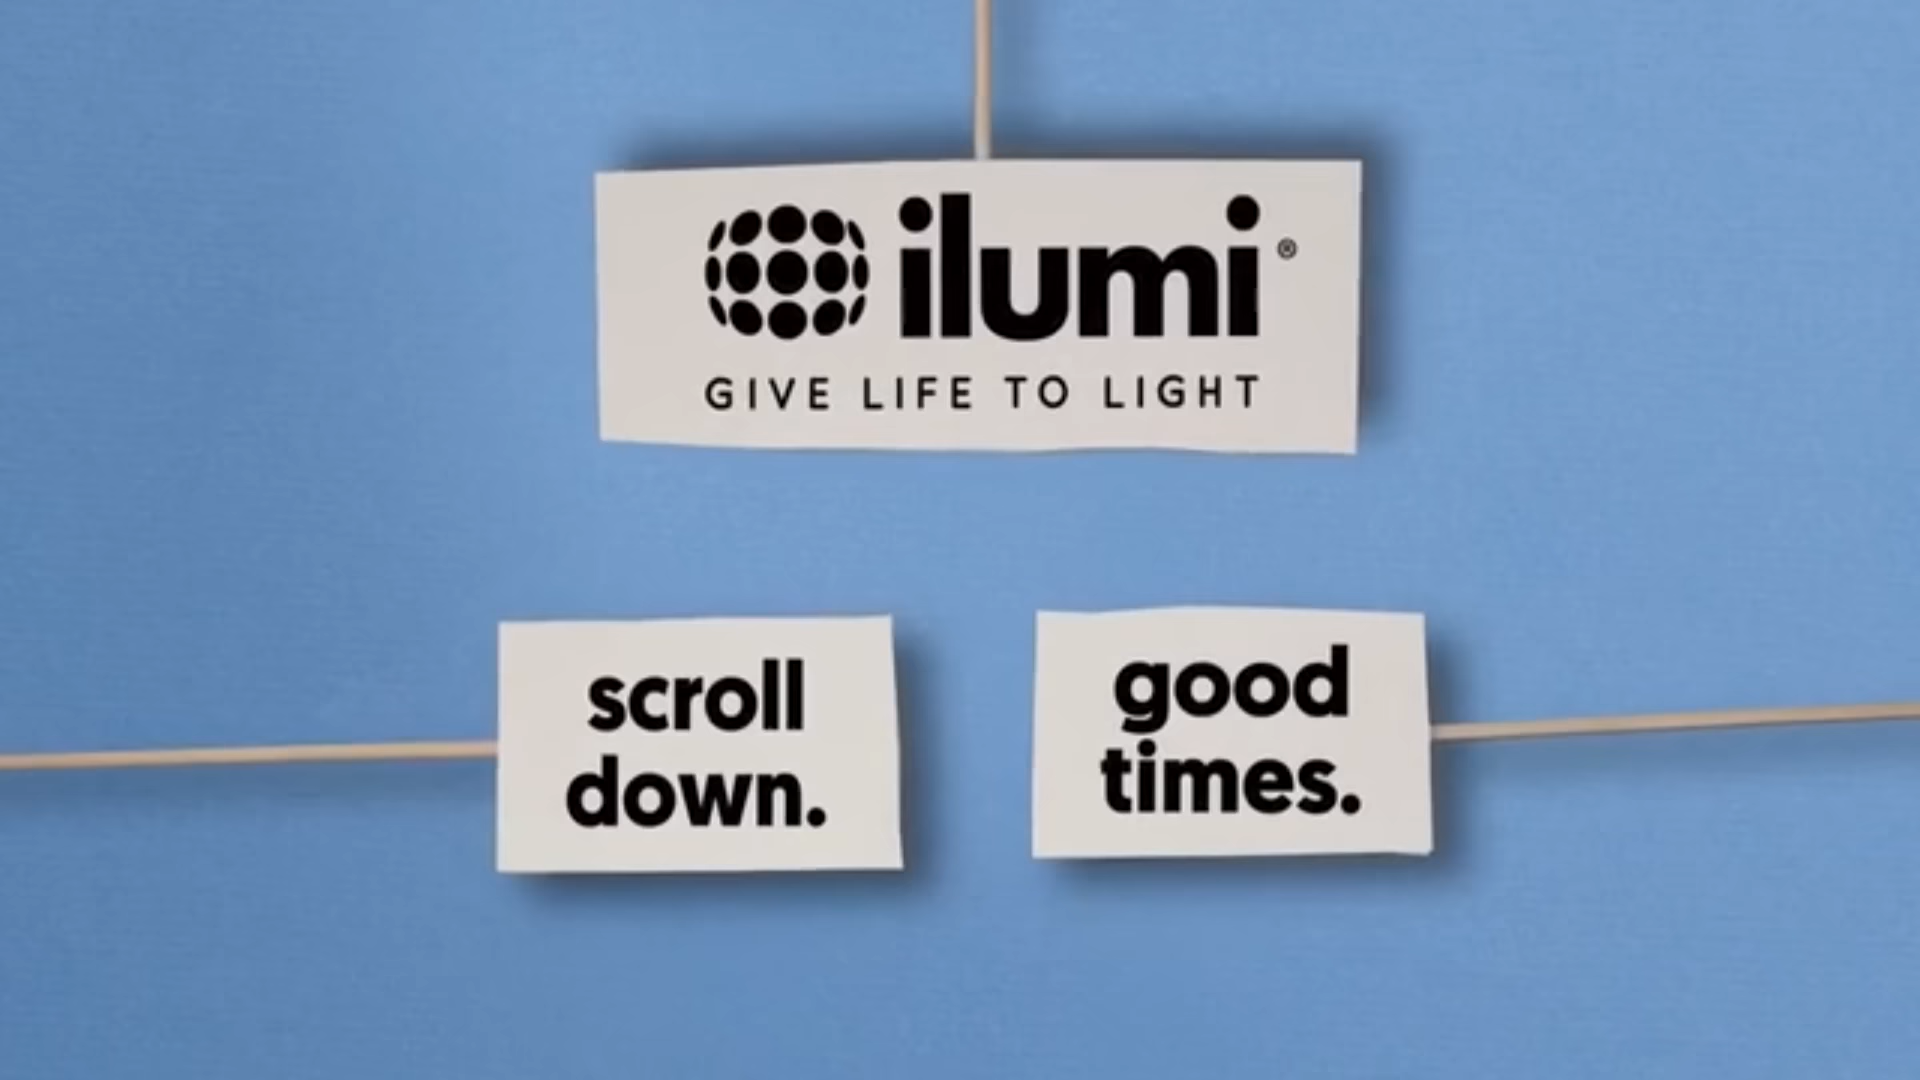 ilumi®
GIVE LIFE TO LIGHT
scroll
down.
good
times.